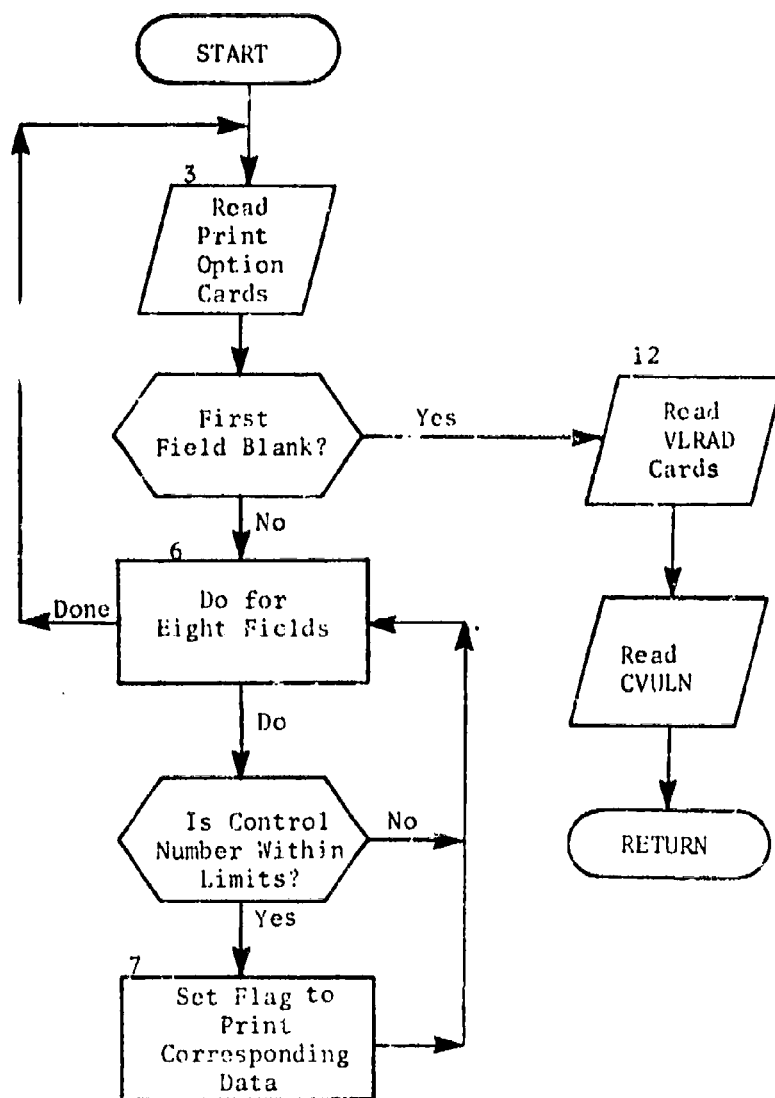 START
3
Read
Print
Option
Cards
First
Field Blank?
Yes
12
Read
VLRAD
Cards
No
6
Do for
Eight Fields
Done
Read
CVULN
Do
Is Control
Number Within
Limits?
No
RETURN
Yes
7
Set Flag to
Print
Corresponding
Data